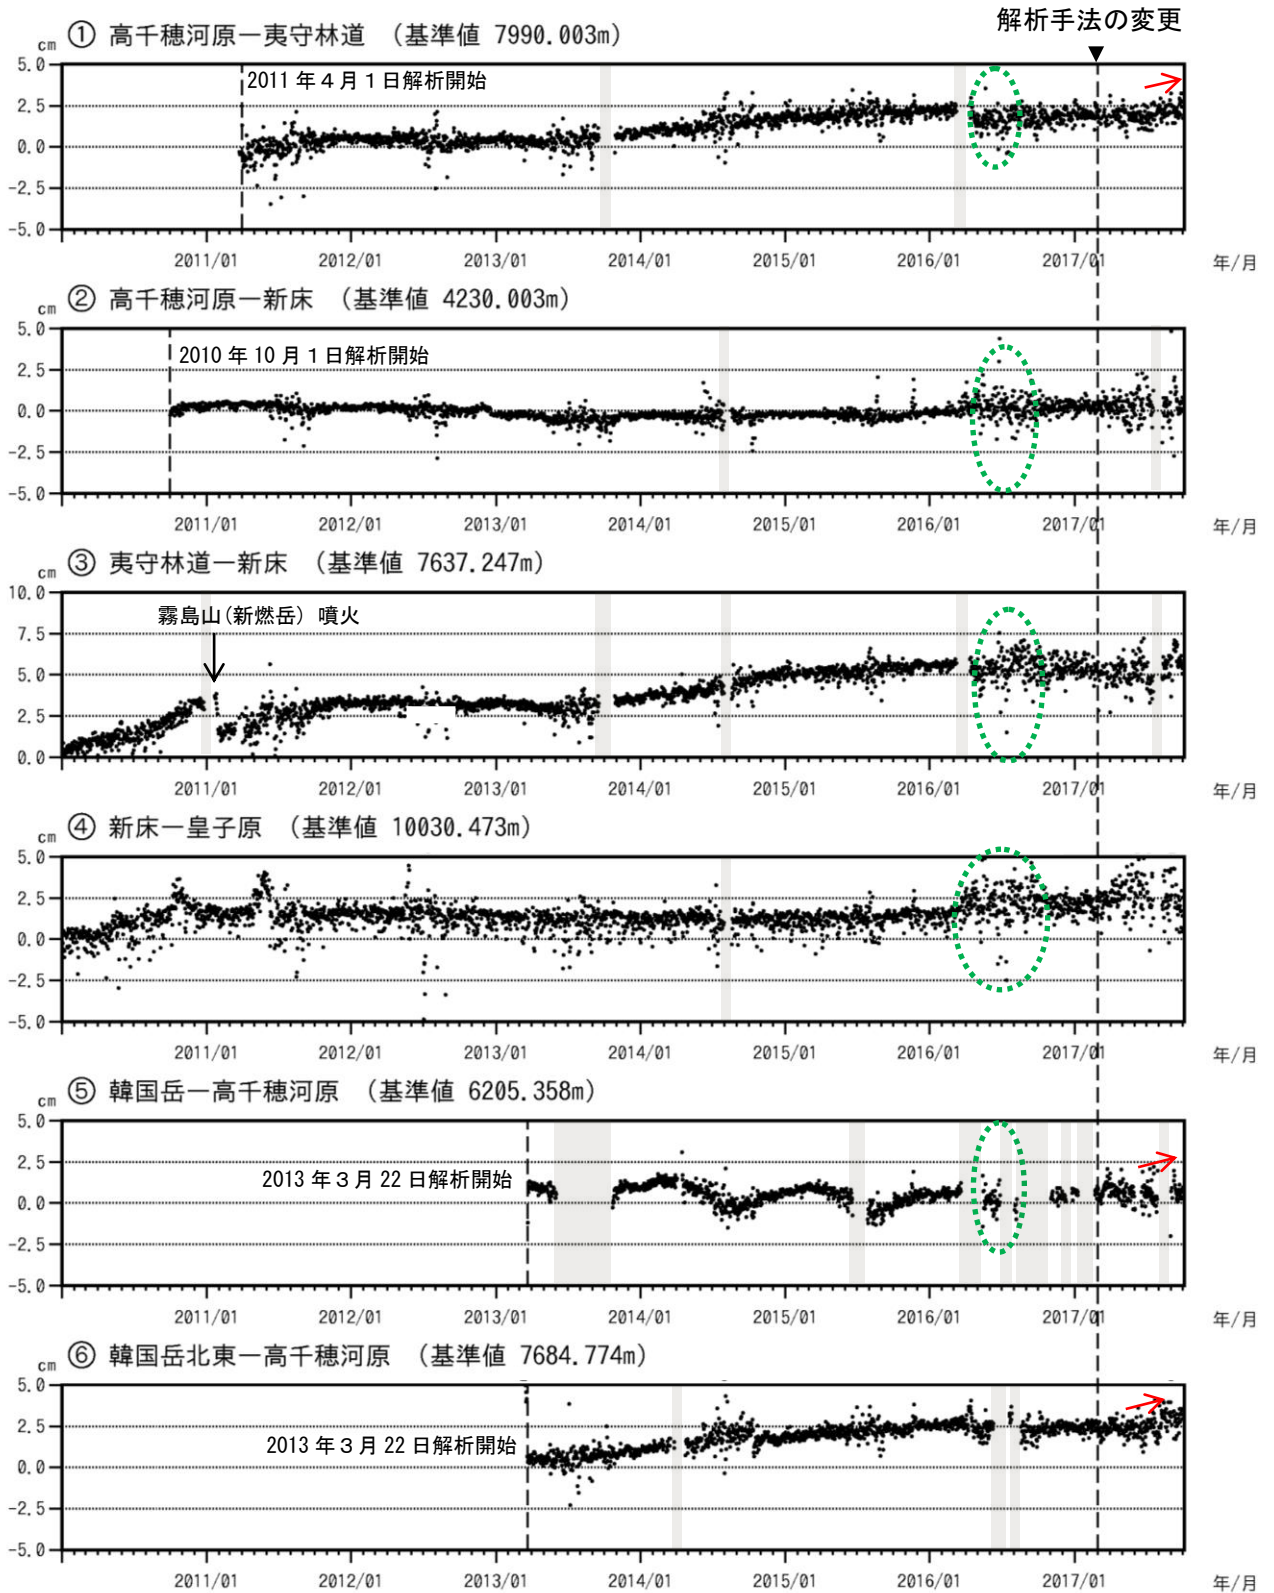 解析手法の変更
▼
cm ① 高千穂河原ー夷守林道 （基準値 7990.003m）
5.0
2011年４月１日解析開始
2.5
0.0
-2.5
-5.0
2011/01 2012/01 2013/01 2014/01 2015/01 2016/01 2017/01 年/月
cm ② 高千穂河原ー新床 （基準値 4230.003m）
5.0
2010年10月１日解析開始
2.5
0.0
-2.5
-5.0
2011/01 2012/01 2013/01 2014/01 2015/01 2016/01 2017/01 年/月
cm ③ 夷守林道ー新床 （基準値 7637.247m）
10.0
霧島山(新燃岳) 噴火
7.5
5.0
2.5
0.0
2011/01 2012/01 2013/01 2014/01 2015/01 2016/01 2017/01 年/月
cm ④ 新床ー皇子原 （基準値 10030.473m）
5.0
2.5
0.0
-2.5
-5.0
2011/01 2012/01 2013/01 2014/01 2015/01 2016/01 2017/01 年/月
cm ⑤ 韓国岳ー高千穂河原 （基準値 6205.358m）
5.0
2.5
2013年３月22日解析開始
0.0
-2.5
-5.0
2011/01 2012/01 2013/01 2014/01 2015/01 2016/01 2017/01 年/月
cm ⑥ 韓国岳北東ー高千穂河原 （基準値 7684.774m）
5.0
2.5
2013年３月22日解析開始
0.0
-2.5
-5.0
2011/01 2012/01 2013/01 2014/01 2015/01 2016/01 2017/01 年/月